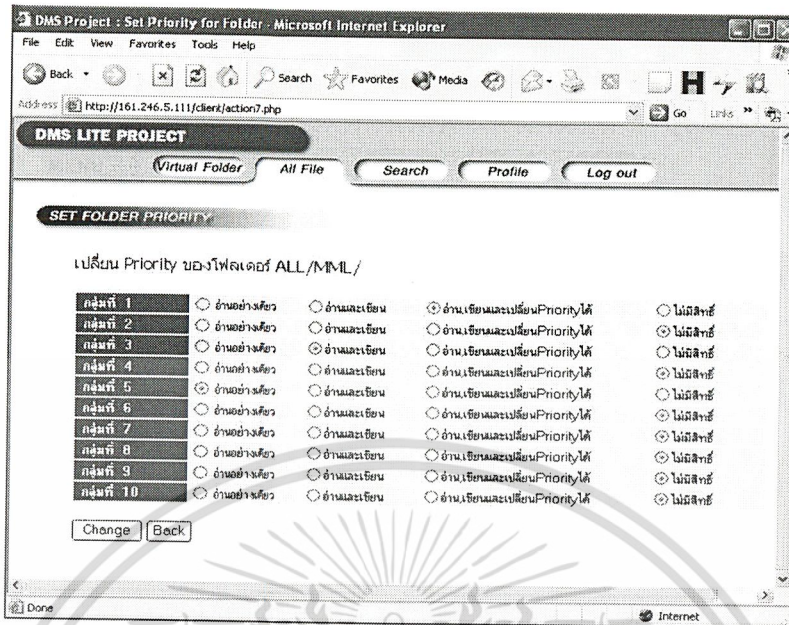 DMS Project : Set Priority for Folder - Microsoft Internet Explorer
File Edit View Favorites Tools Help
Back Search Favorites Media
Address http://161.246.5.111/client/action7.php Go Links
DMS LITE PROJECT
Virtual Folder All File Search Profile Log out
SET FOLDER PRIORITY
เปลี่ยน Priority ของโฟลเดอร์ ALL/MML/
กลุ่มที่ 1 อ่านอย่างเดียว อ่านและเขียน อ่าน,เขียนและเปลี่ยนPriorityได้ ไม่มีสิทธิ์
กลุ่มที่ 2 อ่านอย่างเดียว อ่านและเขียน อ่าน,เขียนและเปลี่ยนPriorityได้ ไม่มีสิทธิ์
กลุ่มที่ 3 อ่านอย่างเดียว อ่านและเขียน อ่าน,เขียนและเปลี่ยนPriorityได้ ไม่มีสิทธิ์
กลุ่มที่ 4 อ่านอย่างเดียว อ่านและเขียน อ่าน,เขียนและเปลี่ยนPriorityได้ ไม่มีสิทธิ์
กลุ่มที่ 5 อ่านอย่างเดียว อ่านและเขียน อ่าน,เขียนและเปลี่ยนPriorityได้ ไม่มีสิทธิ์
กลุ่มที่ 6 อ่านอย่างเดียว อ่านและเขียน อ่าน,เขียนและเปลี่ยนPriorityได้ ไม่มีสิทธิ์
กลุ่มที่ 7 อ่านอย่างเดียว อ่านและเขียน อ่าน,เขียนและเปลี่ยนPriorityได้ ไม่มีสิทธิ์
กลุ่มที่ 8 อ่านอย่างเดียว อ่านและเขียน อ่าน,เขียนและเปลี่ยนPriorityได้ ไม่มีสิทธิ์
กลุ่มที่ 9 อ่านอย่างเดียว อ่านและเขียน อ่าน,เขียนและเปลี่ยนPriorityได้ ไม่มีสิทธิ์
กลุ่มที่ 10 อ่านอย่างเดียว อ่านและเขียน อ่าน,เขียนและเปลี่ยนPriorityได้ ไม่มีสิทธิ์
Change Back
Done Internet